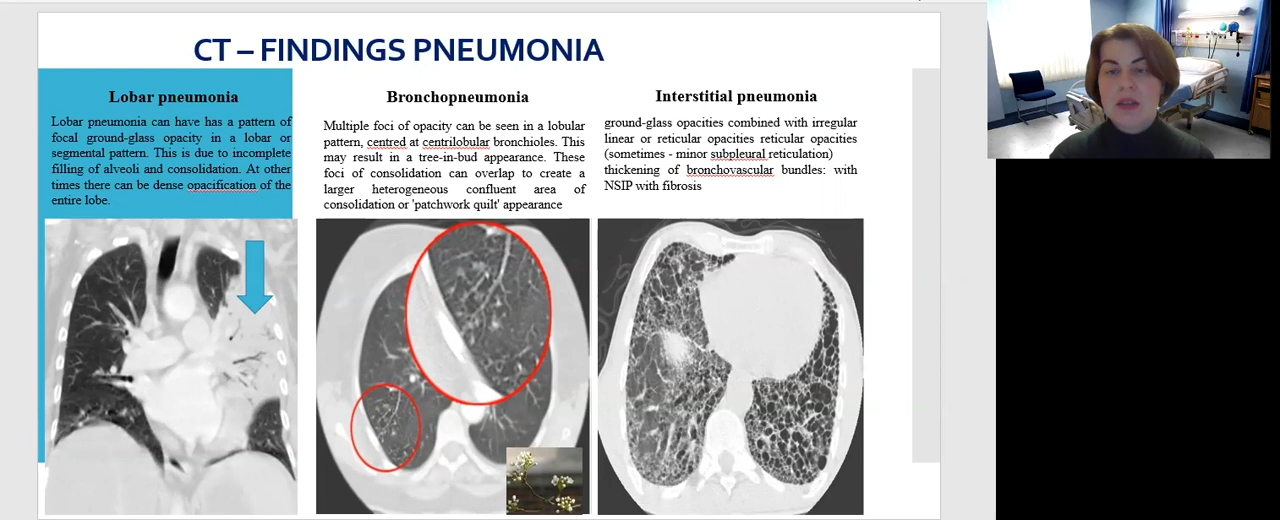 CT – FINDINGS PNEUMONIA
Lobar pneumonia
Lobar pneumonia can have has a pattern of
focal ground-glass opacity in a lobar or
segmental pattern. This is due to incomplete
filling of alveoli and consolidation. At other
times there can be dense opacification of the
entire lobe.
Bronchopneumonia
Multiple foci of opacity can be seen in a lobular
pattern, centred at centrilobular bronchioles. This
may result in a tree-in-bud appearance. These
foci of consolidation can overlap to create a
larger heterogeneous confluent area of
consolidation or 'patchwork quilt' appearance
Interstitial pneumonia
ground-glass opacities combined with irregular
linear or reticular opacities reticular opacities
(sometimes - minor subpleural reticulation)
thickening of bronchovascular bundles: with
NSIP with fibrosis